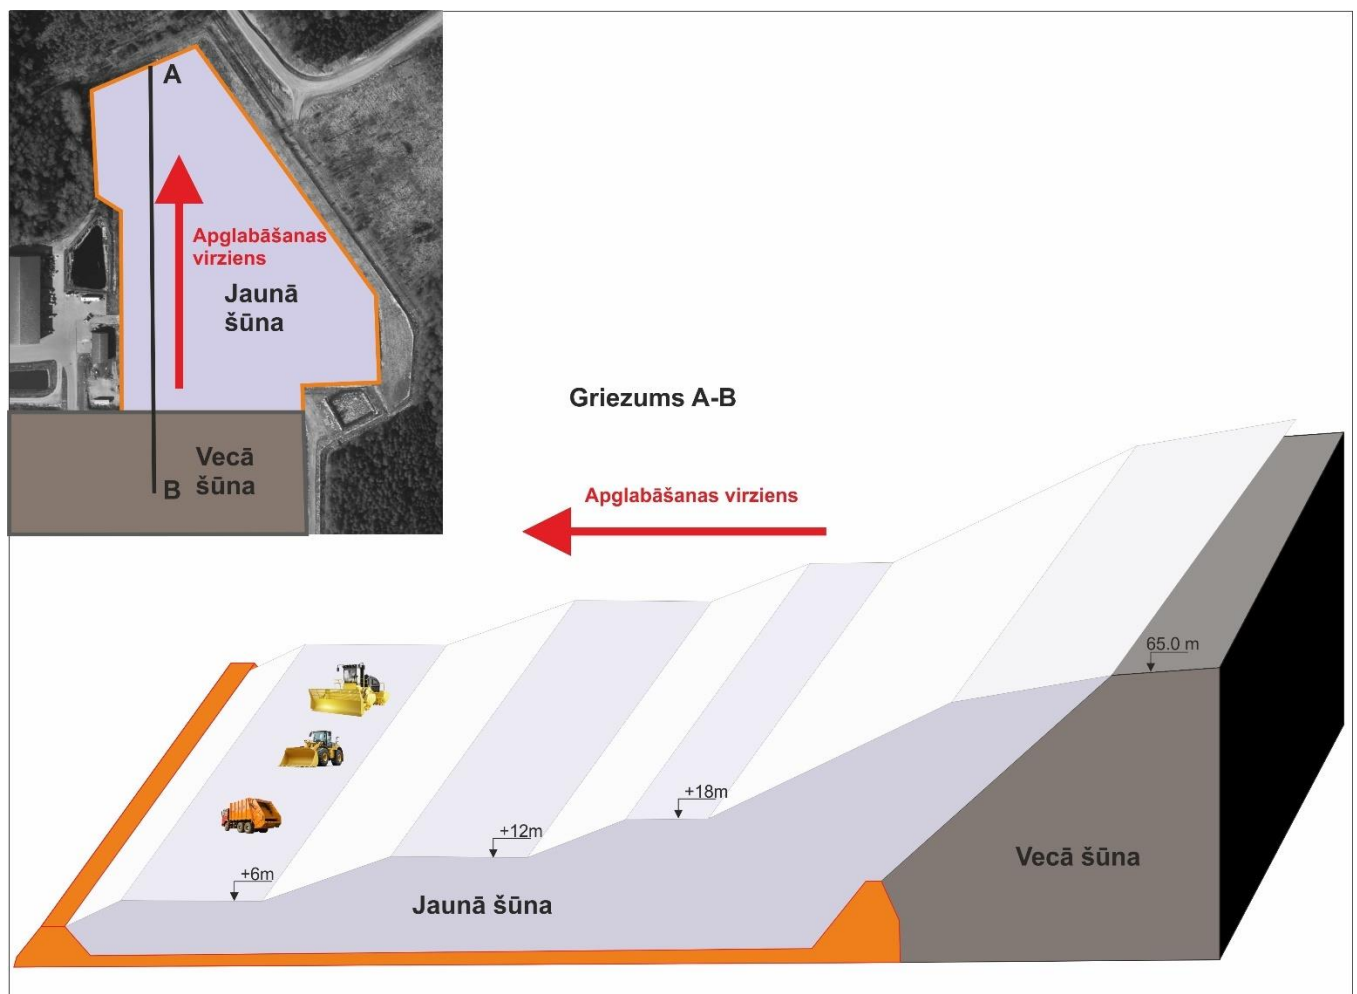 A
Apglabāšanas
virziens
Jaunā
šūna
Vecā
šūna
B
Griezums A-B
Apglabāšanas virziens
65.0 m
+18m
+12m
+6m
Vecā šūna
Jaunā šūna